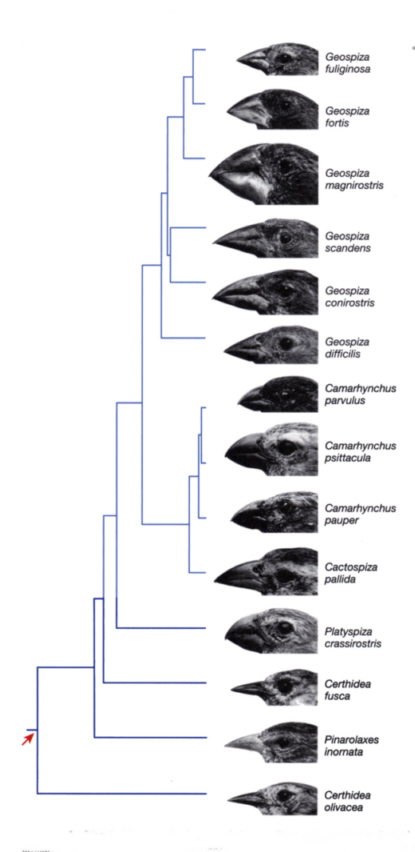 Geospiza
fuliginosa
Geospiza
fortis
Geospiza
magnirostris
Geospiza
scandens
Geospiza
conirostris
Geospiza
difficilis
Camarhynchus
parvulus
Camarhynchus
psittacula
Camarhynchus
pauper
Cactospiza
pallida
Platyspiza
crassirostris
Certhidea
fusca
Pinarolaxes
inornata
Certhidea
olivacea